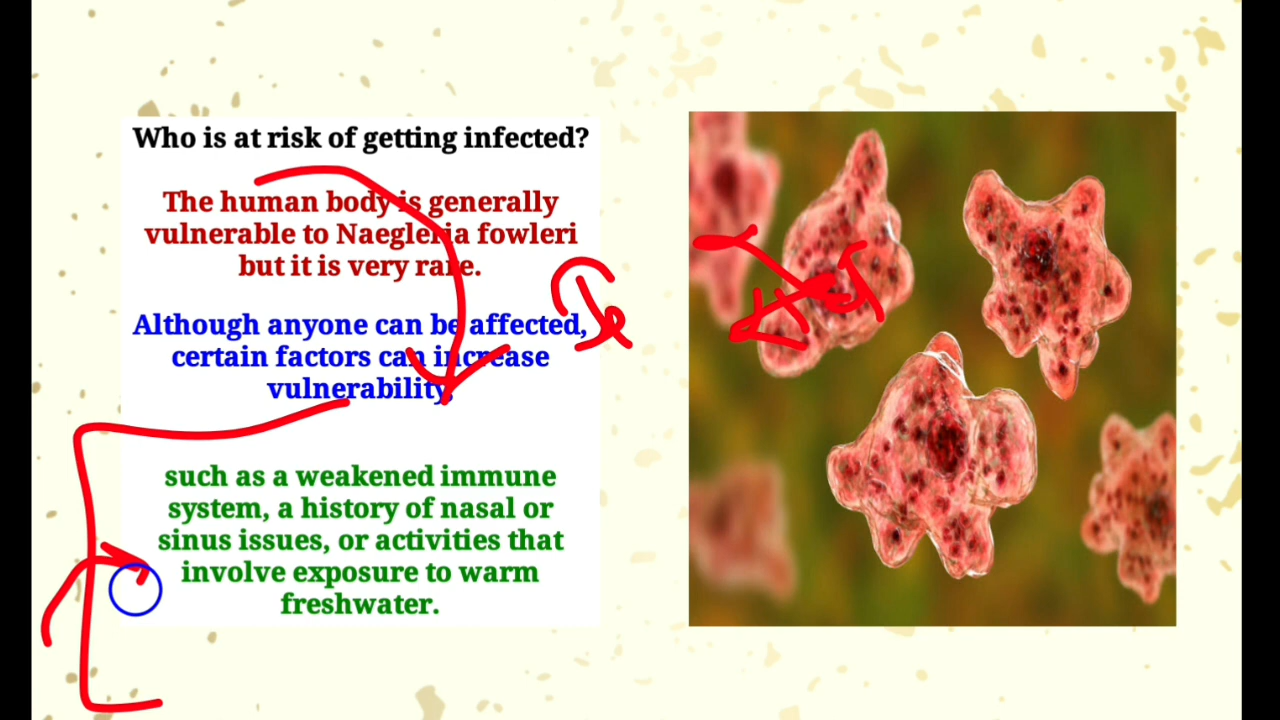 Who is at risk of getting infected?
The human body is generally
vulnerable to Naegleria fowleri
but it is very rare.
Although anyone can be affected,
certain factors can increase
vulnerability,
such as a weakened immune
system, a history of nasal or
sinus issues, or activities that
involve exposure to warm
freshwater.